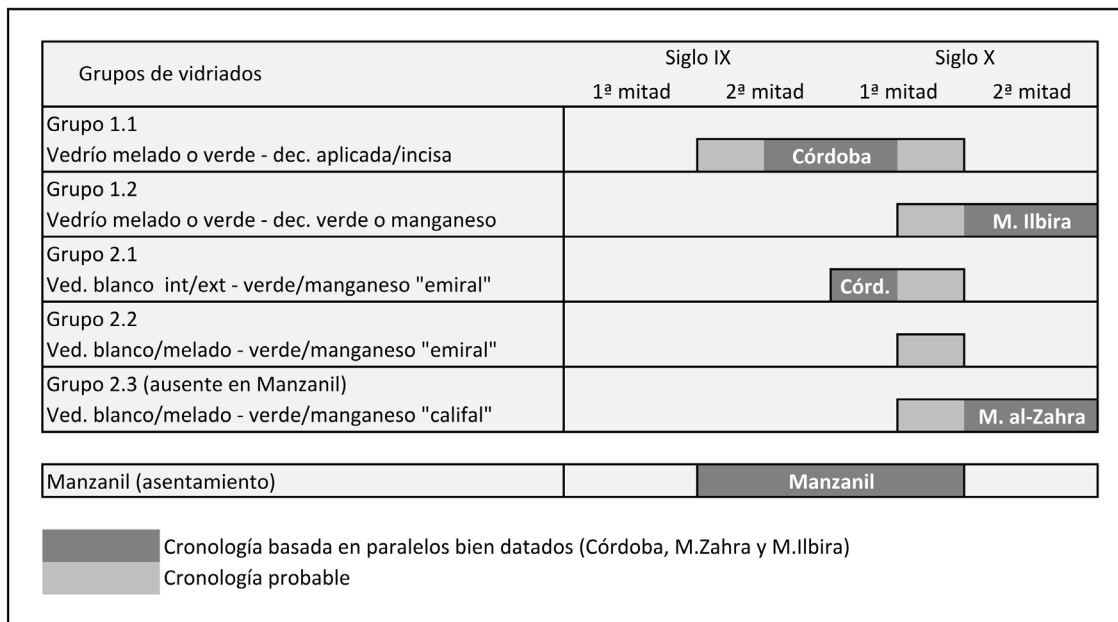 Grupos de vidriados
Siglo IX
Siglo X
1ª mitad
2ª mitad
1ª mitad
2ª mitad
Grupo 1.1
Vedrío melado o verde - dec. aplicada/incisa
Córdoba
Grupo 1.2
Vedrío melado o verde - dec. verde o manganeso
M. Ilbira
Grupo 2.1
Ved. blanco int/ext - verde/manganeso "emiral"
Córd.
Grupo 2.2
Ved. blanco/melado - verde/manganeso "emiral"
Grupo 2.3 (ausente en Manzanil)
Ved. blanco/melado - verde/manganeso "califal"
M. al-Zahra
Manzanil (asentamiento)
Manzanil
Cronología basada en paralelos bien datados (Córdoba, M.Zahra y M.Ilbira)
Cronología probable